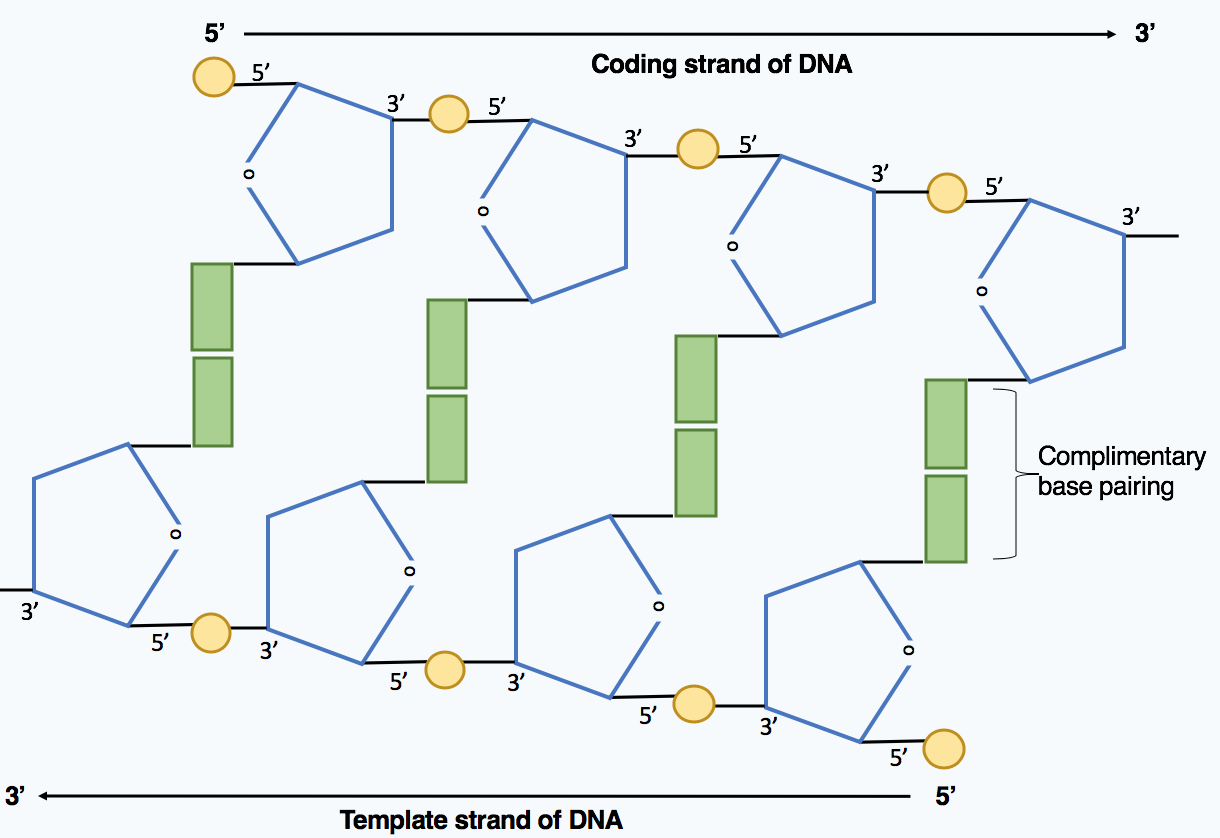 5’ 3’
Coding strand of DNA
5’
3’ 5’
3’ 5’
3’ 5’
3’
o
o
o
o
Complimentary
base pairing
o
o
o
o
3’
5’ 3’
5’ 3’
5’ 3’
5’
3’ 5’
Template strand of DNA